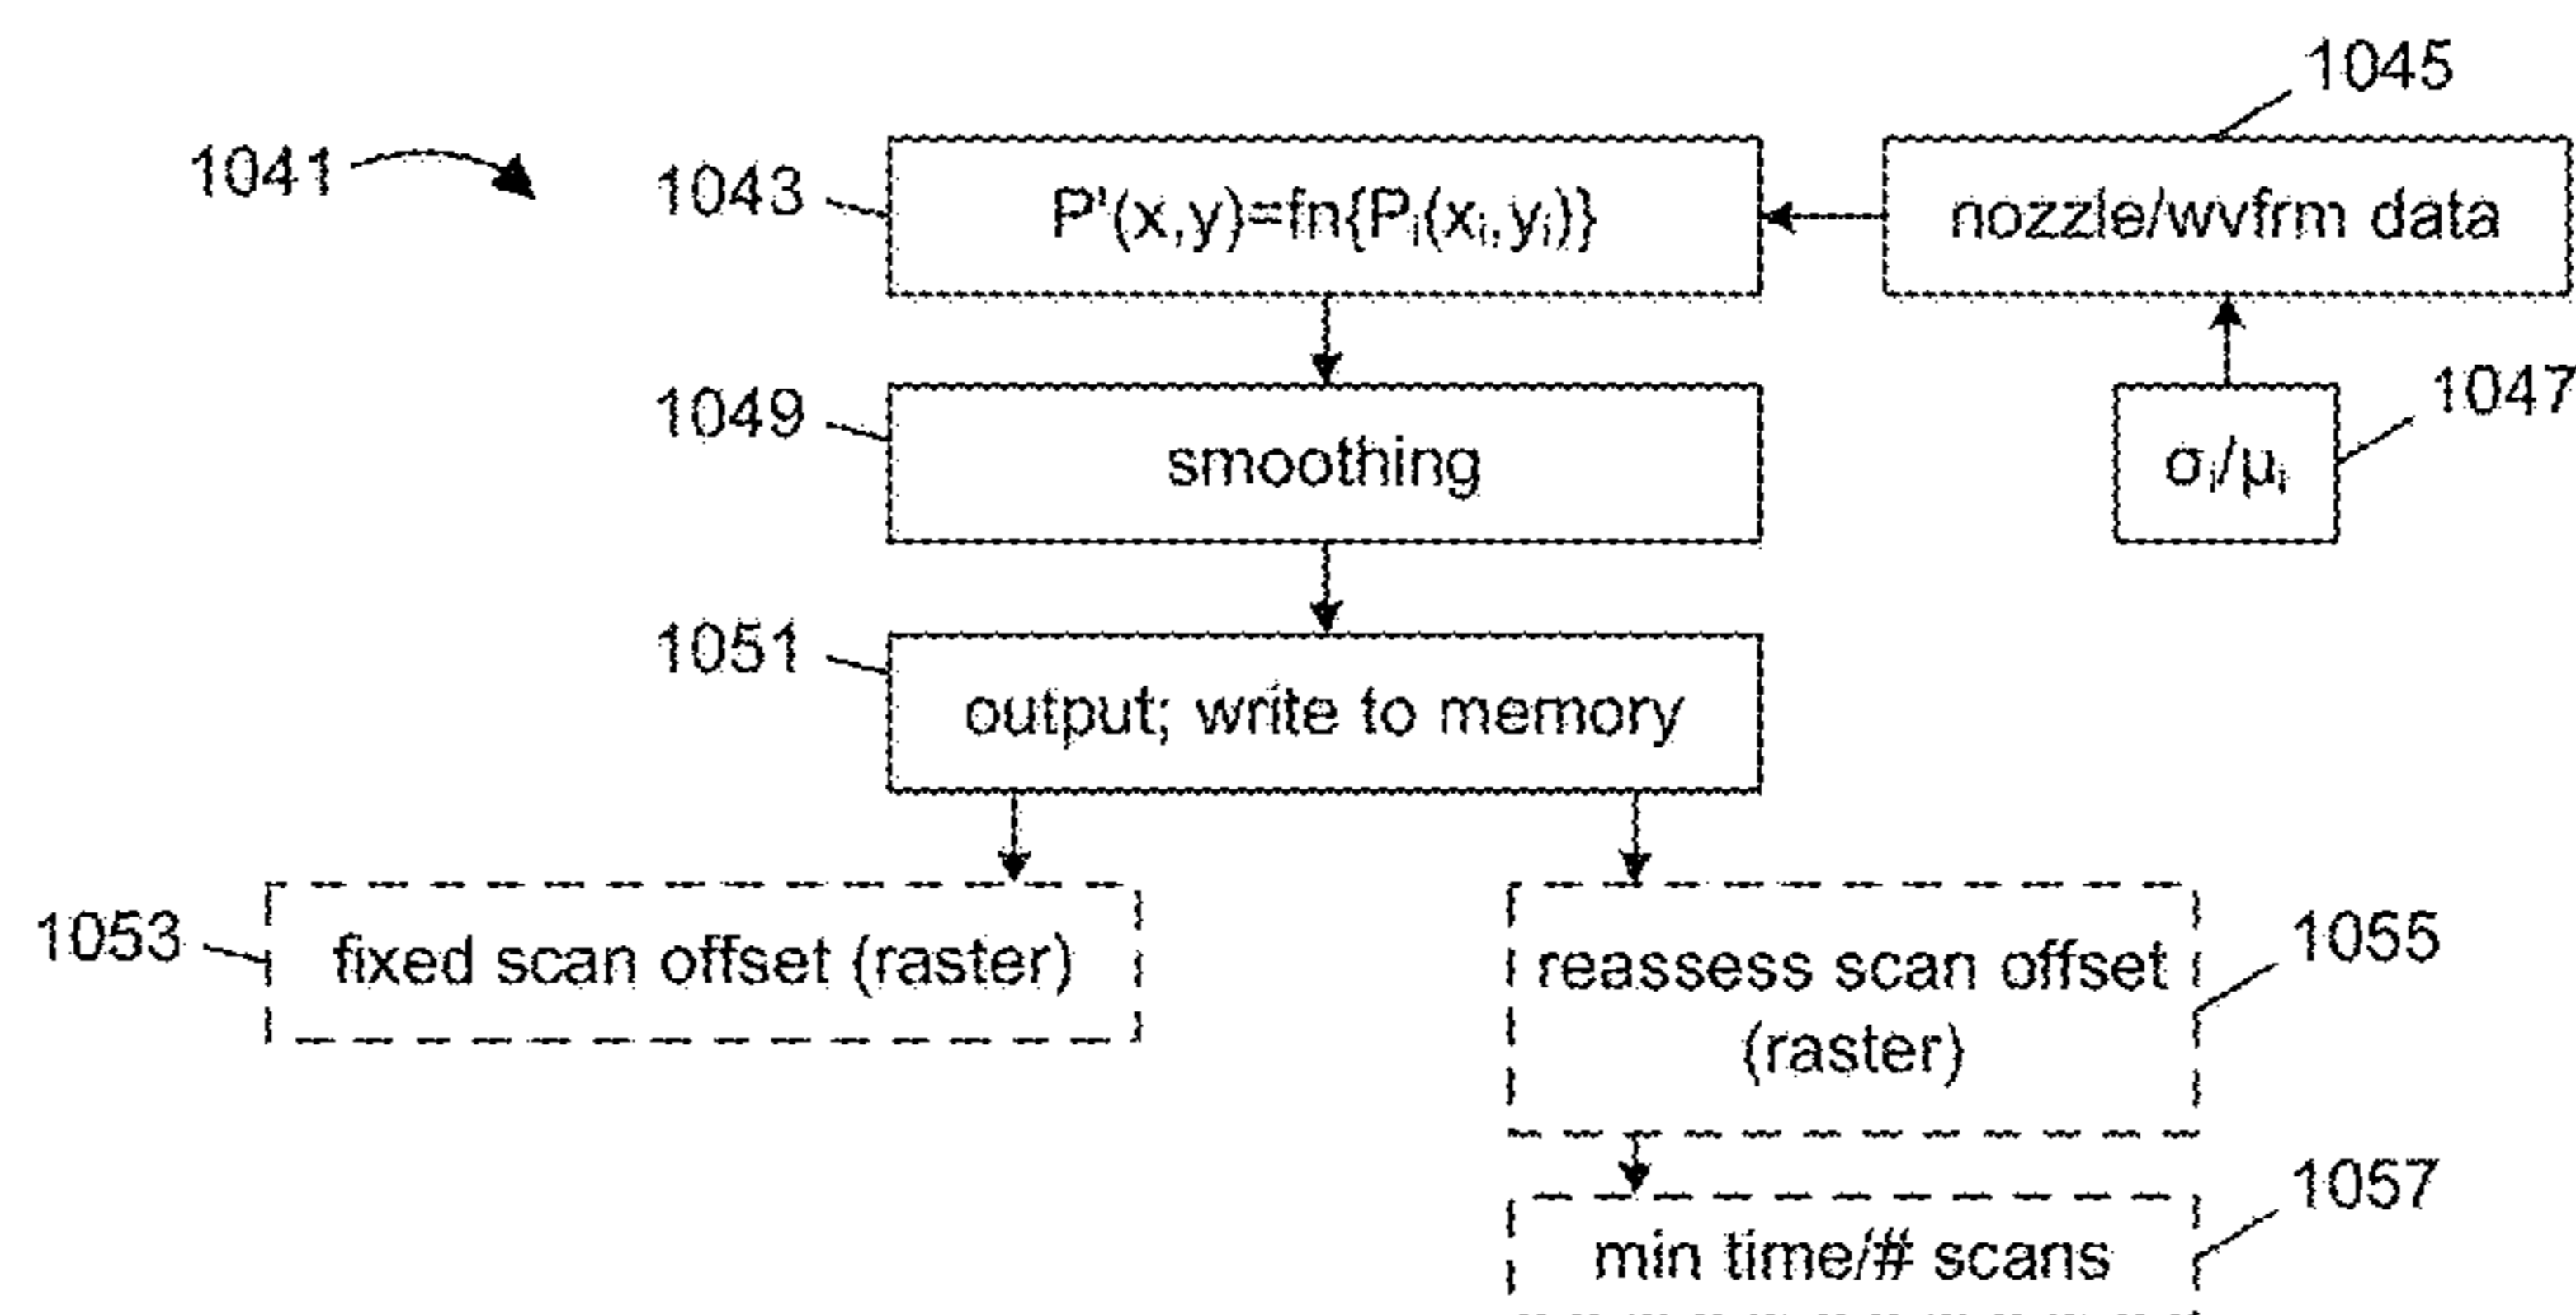 1045
1041
1043
P'(x,y)=fn{Pᵢ(xᵢ,yᵢ)}
nozzle/wvfrm data
1049
smoothing
1047
σᵢ/μᵢ
1051
output; write to memory
1053
fixed scan offset (raster)
reassess scan offset
(raster)
1055
1057
min time/# scans